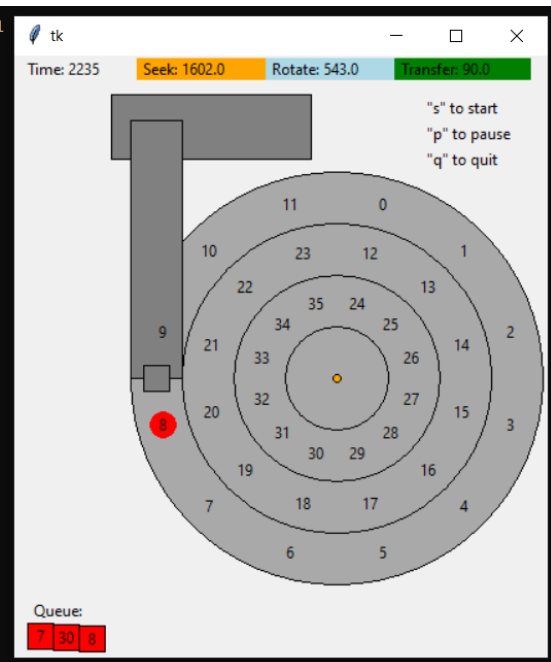 1
tk
Time: 2235 Seek: 1602.0 Rotate: 543.0 Transfer: 90.0
"s" to start
"p" to pause
"q" to quit
11 0
10 23 12 1
22 13
35 24
34 25
9 21 33 26 14 2
20 32 27 15
8 31 28 3
30 29
19 16
7 18 17 4
6 5
Queue:
7 30 8